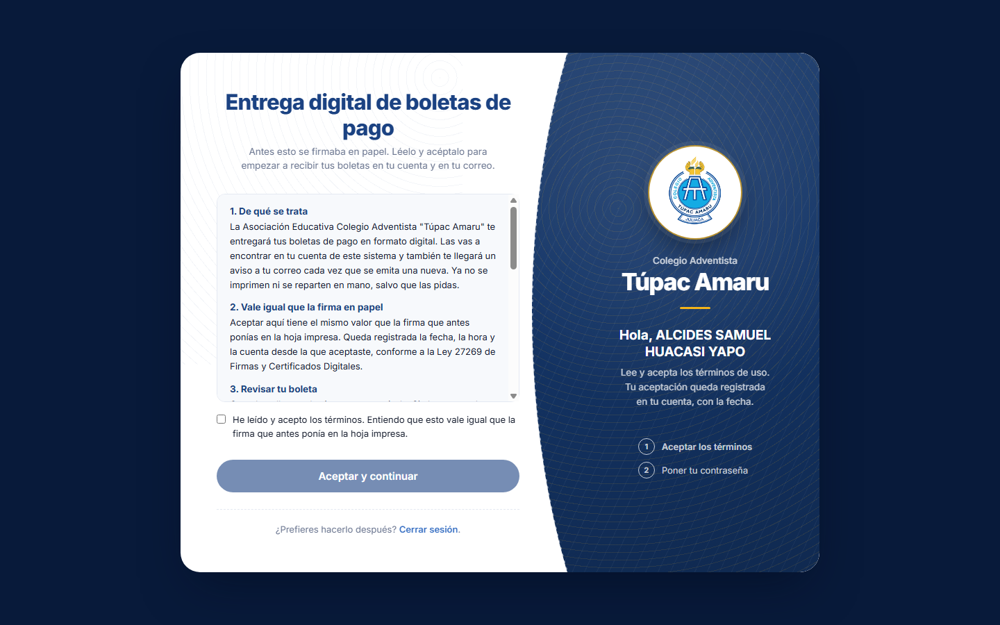 Entrega digital de boletas de
pago
Antes esto se firmaba en papel. Léelo y acéptalo para
empezar a recibir tus boletas en tu cuenta y en tu correo.
1. De qué se trata
La Asociación Educativa Colegio Adventista "Túpac Amaru" te
entregará tus boletas de pago en formato digital. Las vas a
encontrar en tu cuenta de este sistema y también te llegará un
aviso a tu correo cada vez que se emita una nueva. Ya no se
imprimen ni se reparten en mano, salvo que las pidas.
2. Vale igual que la firma en papel
Aceptar aquí tiene el mismo valor que la firma que antes
ponías en la hoja impresa. Queda registrada la fecha, la hora y
la cuenta desde la que aceptaste, conforme a la Ley 27269 de
Firmas y Certificados Digitales.
3. Revisar tu boleta
He leído y acepto los términos. Entiendo que esto vale igual que la
firma que antes ponía en la hoja impresa.
Aceptar y continuar
¿Prefieres hacerlo después? Cerrar sesión.
COLEGIO ADVENTISTA
TÚPAC AMARU
JULIACA
Colegio Adventista
Túpac Amaru
Hola, ALCIDES SAMUEL
HUACASI YAPO
Lee y acepta los términos de uso.
Tu aceptación queda registrada
en tu cuenta, con la fecha.
1 Aceptar los términos
2 Poner tu contraseña